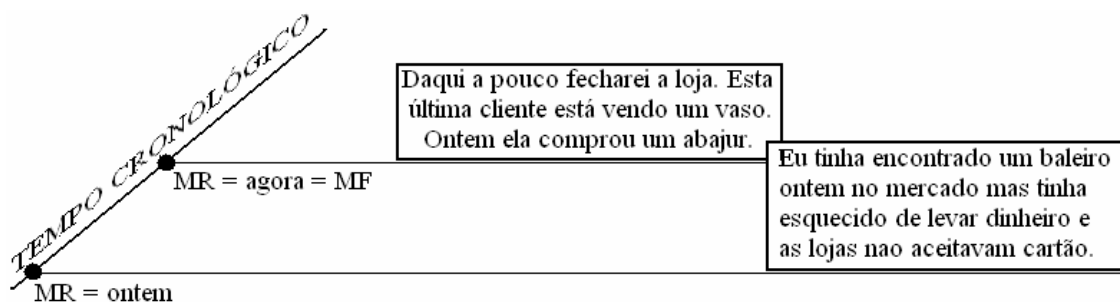 TEMPO CRONOLÓGICO
Daqui a pouco fecharei a loja. Esta
última cliente está vendo um vaso.
Ontem ela comprou um abajur.
MR = agora = MF
Eu tinha encontrado um baleiro
ontem no mercado mas tinha
esquecido de levar dinheiro e
as lojas nao aceitavam cartão.
MR = ontem